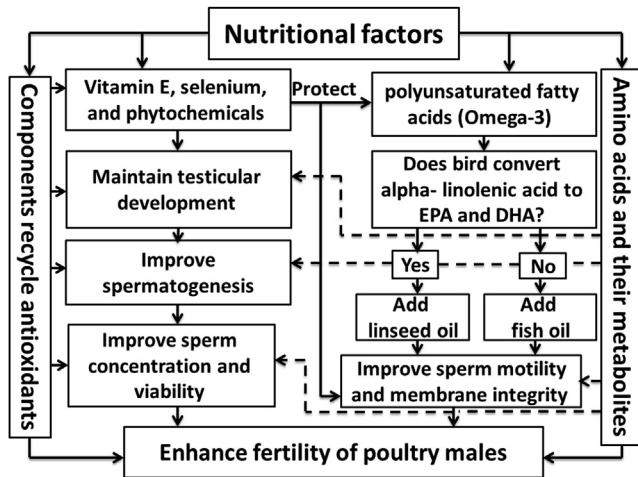 Nutritional factors
Components recycle antioxidants
Vitamin E, selenium,
and phytochemicals
Protect
polyunsaturated fatty
acids (Omega-3)
Amino acids and their metabolites
Maintain testicular
development
Does bird convert
alpha- linolenic acid to
EPA and DHA?
Improve
spermatogenesis
Yes
No
Add
linseed oil
Add
fish oil
Improve sperm
concentration and
viability
Improve sperm motility
and membrane integrity
Enhance fertility of poultry males